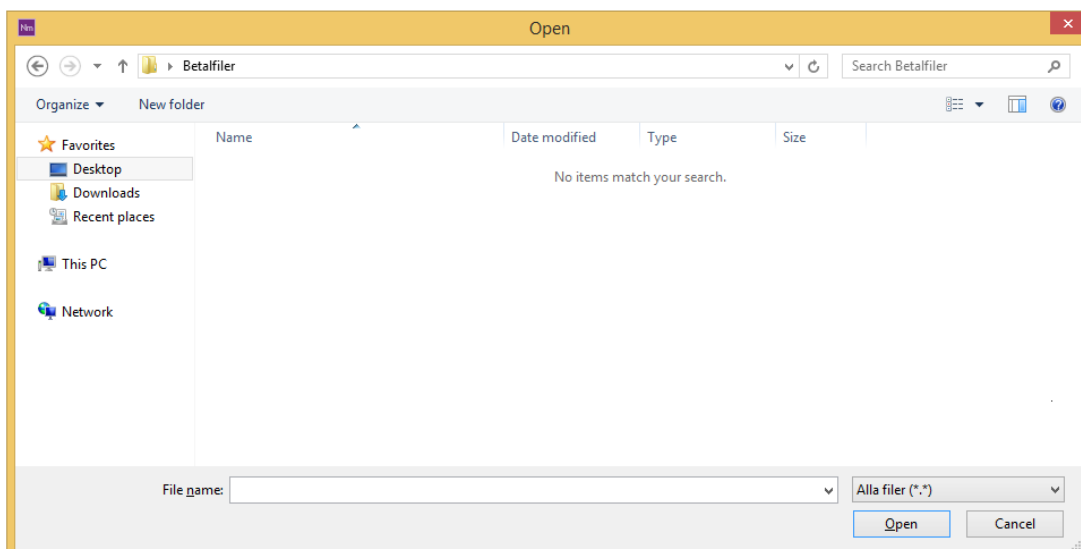 Nm
Open
Betalfiler
Search Betalfiler
Organize
New folder
Name
Date modified
Type
Size
Favorites
Desktop
Downloads
Recent places
This PC
Network
No items match your search.
File name:
Alla filer (*.*)
Open
Cancel